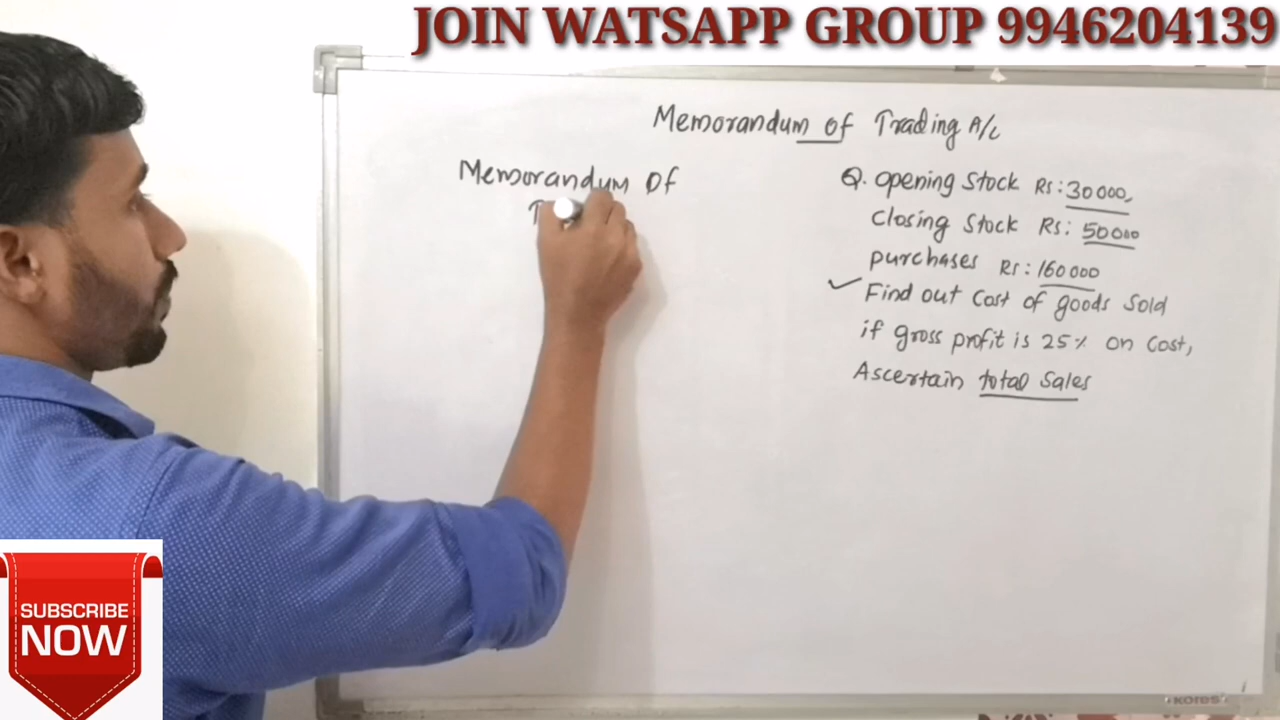 JOIN WATSAPP GROUP 9946204139
Memorandum of Trading A/c
Memorandum Of
Q. Opening Stock Rs: 30000,
Closing Stock Rs: 50000
purchases Rs: 160000
Find out Cost of goods Sold
if gross profit is 25% on Cost,
Ascertain total Sales
SUBSCRIBE
NOW
KORES